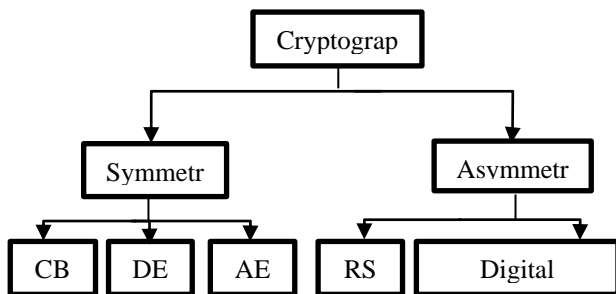 Cryptograp
Symmetr
Asymmetr
CB
DE
AE
RS
Digital